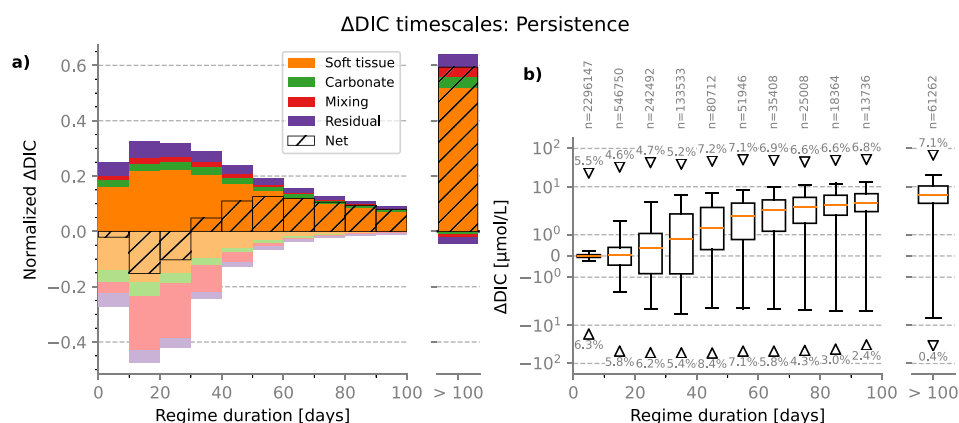 ΔDIC timescales: Persistence
a)
Normalized ΔDIC
0.6
0.4
0.2
0.0
−0.2
−0.4
Soft tissue
Carbonate
Mixing
Residual
Net
0 20 40 60 80 100
> 100
Regime duration [days]
b)
n=2296147
n=546750
n=242492
n=133533
n=80712
n=51946
n=35408
n=25008
n=18364
n=13736
n=61262
ΔDIC [μmol/L]
10²
10¹
10⁰
0
−10⁰
−10¹
−10²
5.5% 4.6% 4.7% 5.2% 7.2% 7.1% 6.9% 6.6% 6.6% 6.8% 7.1%
6.3% 5.8% 6.2% 5.4% 8.4% 7.1% 5.8% 4.3% 3.0% 2.4% 0.4%
0 20 40 60 80 100
> 100
Regime duration [days]